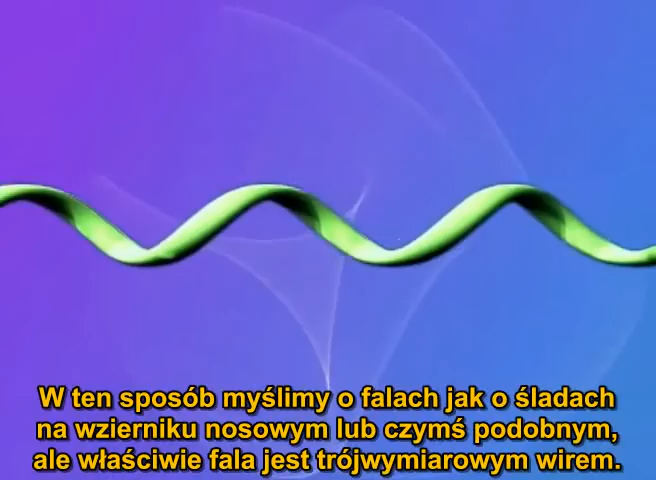 W ten sposób myślimy o falach jak o śladach
na wzierniku nosowym lub czymś podobnym,
ale właściwie fala jest trójwymiarowym wirem.